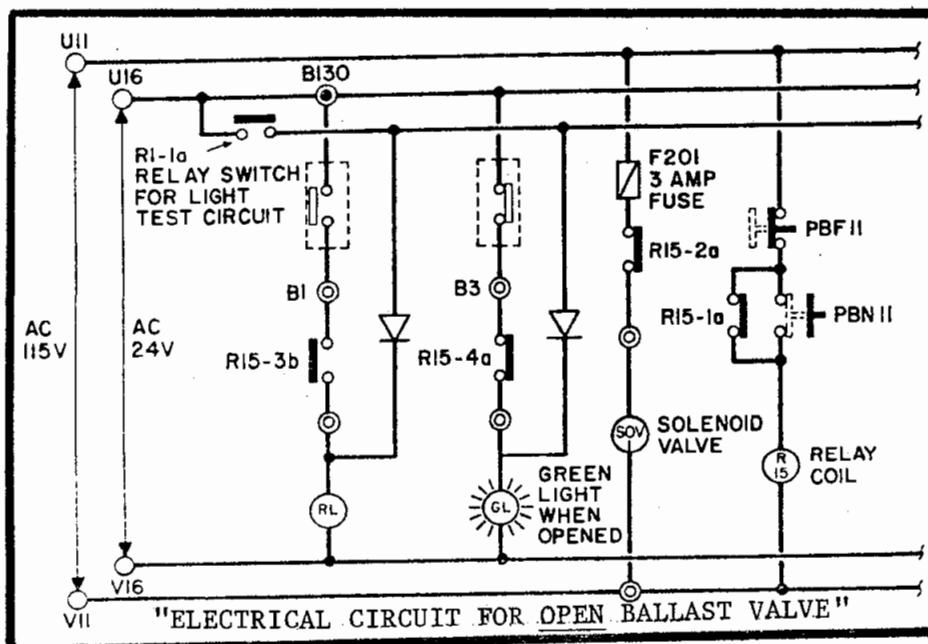 U11
U16
B130
R1-1a
RELAY SWITCH
FOR LIGHT
TEST CIRCUIT
F201
3 AMP
FUSE
PBF11
R15-2a
B1
B3
R15-1a
PBN11
AC
115V
AC
24V
R15-3b
R15-4a
SOV
SOLENOID
VALVE
R
15
RELAY
COIL
RL
GL
GREEN
LIGHT
WHEN
OPENED
V16
V11
"ELECTRICAL CIRCUIT FOR OPEN BALLAST VALVE"